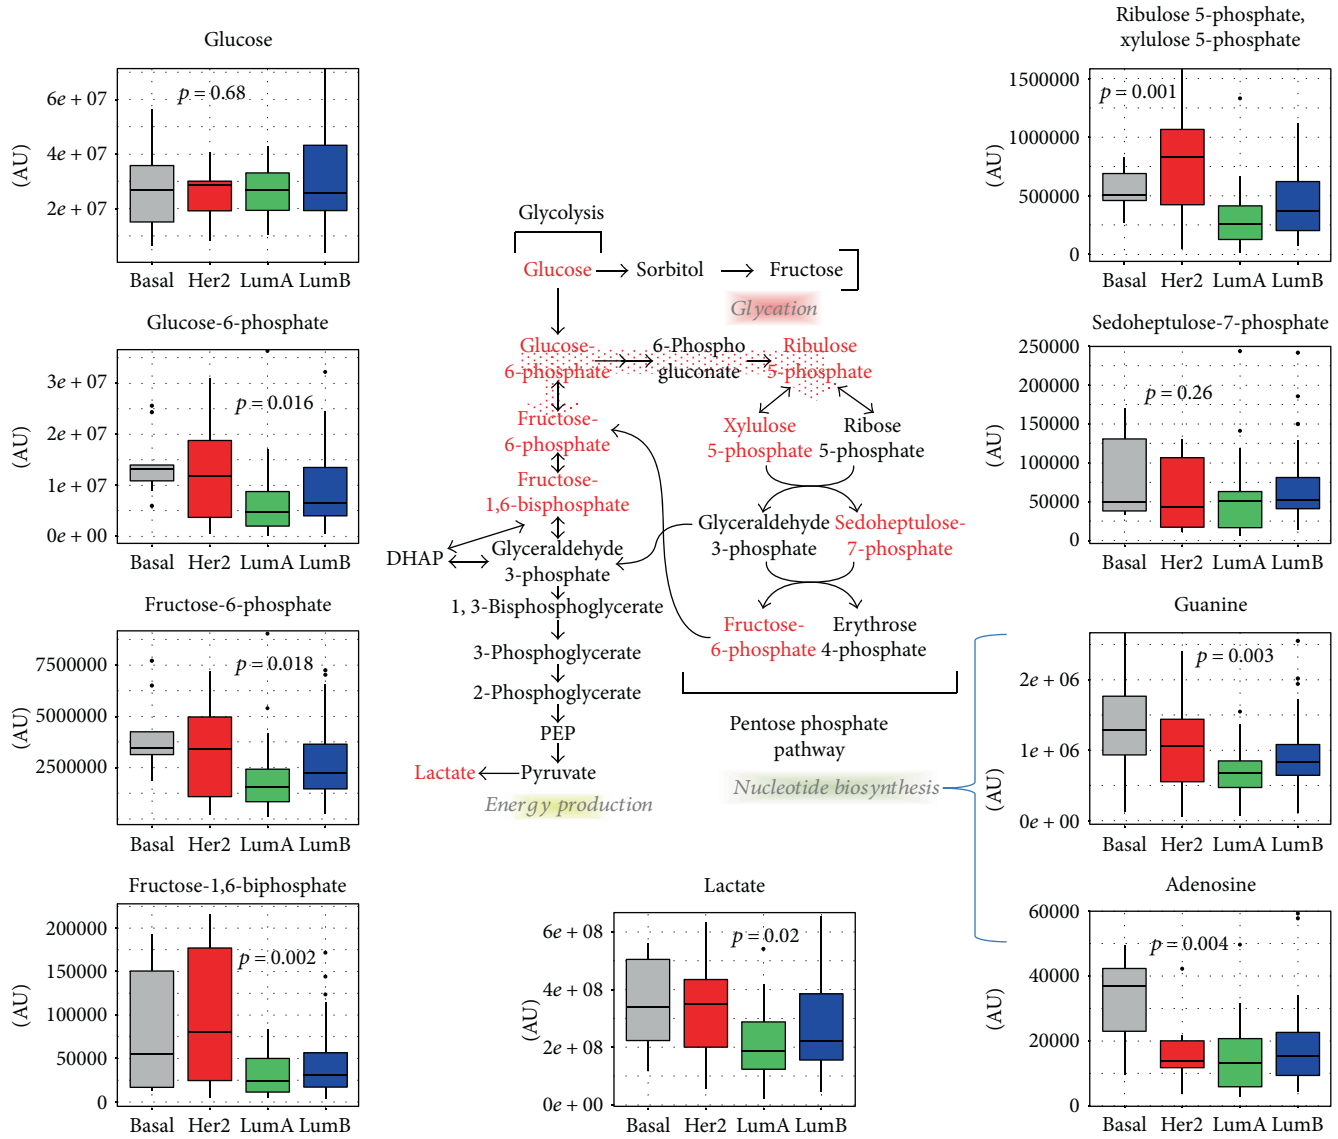 Glucose
p = 0.68
6e + 07
4e + 07
2e + 07
(AU)
Basal Her2 LumA LumB
Glucose-6-phosphate
p = 0.016
3e + 07
2e + 07
1e + 07
0e + 00
(AU)
Basal Her2 LumA LumB
Fructose-6-phosphate
p = 0.018
7500000
5000000
2500000
(AU)
Basal Her2 LumA LumB
Fructose-1,6-biphosphate
p = 0.002
200000
150000
100000
50000
0
(AU)
Basal Her2 LumA LumB
Glycolysis
Glucose
Sorbitol
Fructose
Glycation
Glucose-
6-phosphate
6-Phospho
gluconate
Ribulose
5-phosphate
Fructose-
6-phosphate
Xylulose
5-phosphate
Ribose
5-phosphate
Fructose-
1,6-bisphosphate
Glyceraldehyde
3-phosphate
Sedoheptulose-
7-phosphate
DHAP
Glyceraldehyde
3-phosphate
1, 3-Bisphosphoglycerate
Fructose-
6-phosphate
Erythrose
4-phosphate
3-Phosphoglycerate
2-Phosphoglycerate
PEP
Pentose phosphate
pathway
Lactate
Pyruvate
Nucleotide biosynthesis
Energy production
Lactate
p = 0.02
6e + 08
4e + 08
2e + 08
0e + 00
(AU)
Basal Her2 LumA LumB
Ribulose 5-phosphate,
xylulose 5-phosphate
p = 0.001
1500000
1000000
500000
0
(AU)
Basal Her2 LumA LumB
Sedoheptulose-7-phosphate
p = 0.26
250000
200000
150000
100000
50000
0
(AU)
Basal Her2 LumA LumB
Guanine
p = 0.003
2e + 06
1e + 06
0e + 00
(AU)
Basal Her2 LumA LumB
Adenosine
p = 0.004
60000
40000
20000
0
(AU)
Basal Her2 LumA LumB